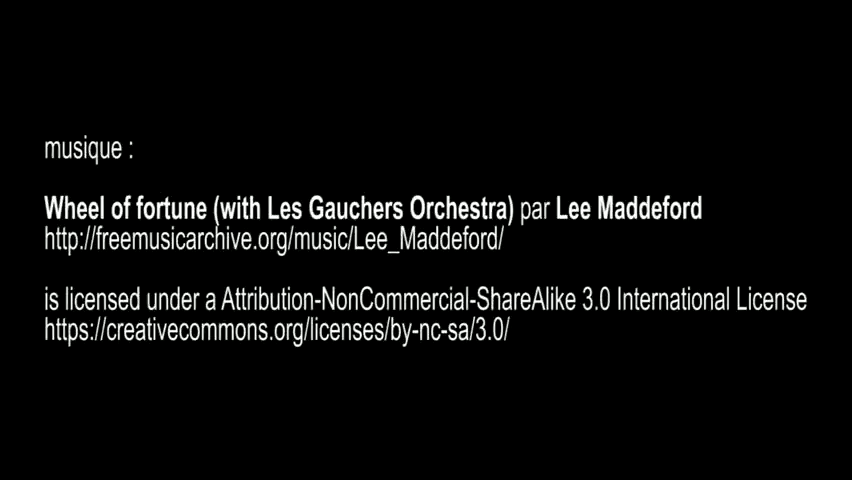 musique :
Wheel of fortune (with Les Gauchers Orchestra) par Lee Maddeford
http://freemusicarchive.org/music/Lee_Maddeford/
is licensed under a Attribution-NonCommercial-ShareAlike 3.0 International License
https://creativecommons.org/licenses/by-nc-sa/3.0/